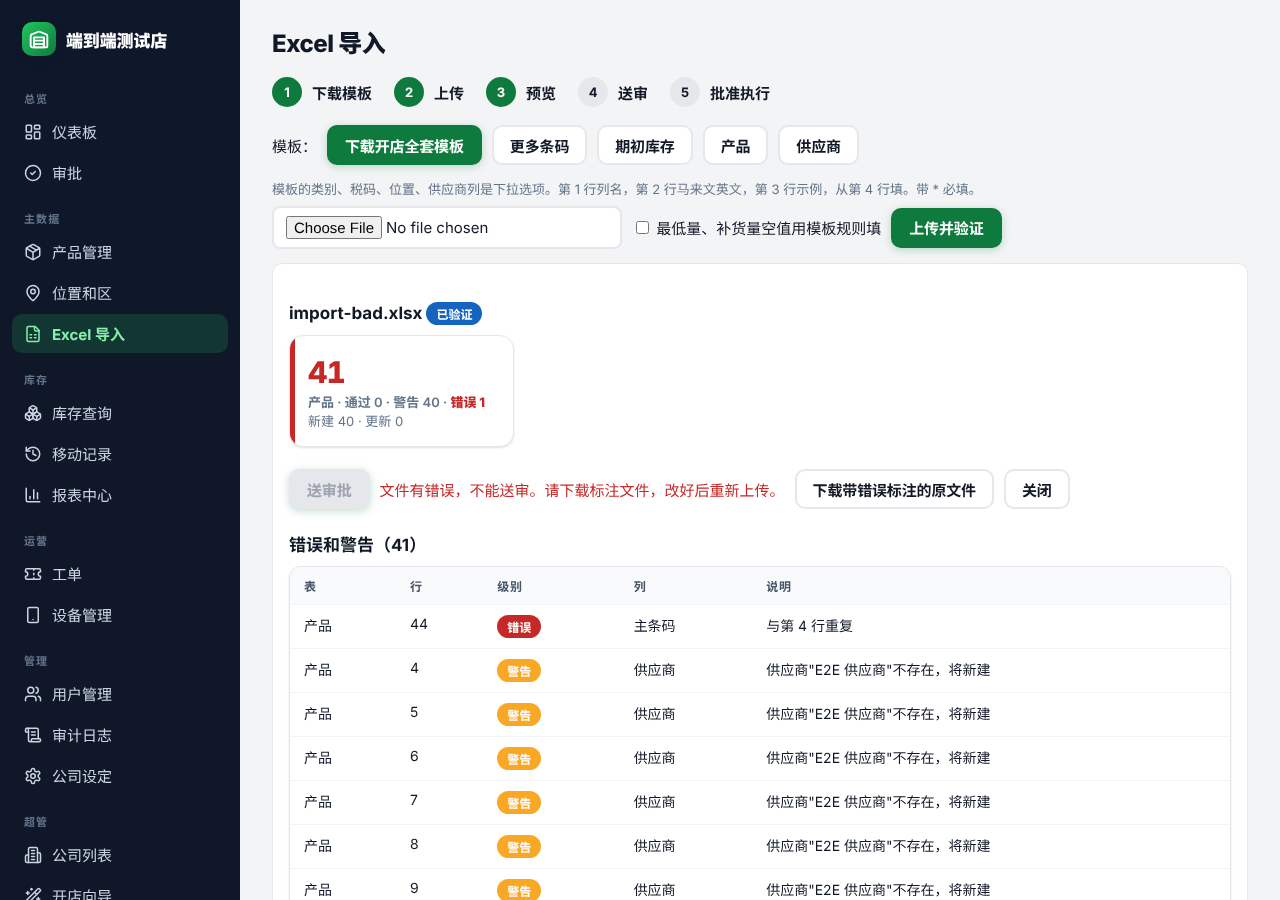 端到端测试店
总览
仪表板
审批
主数据
产品管理
位置和区
Excel 导入
库存
库存查询
移动记录
报表中心
运营
工单
设备管理
管理
用户管理
审计日志
公司设定
超管
公司列表
开店向导
Excel 导入
1 下载模板 2 上传 3 预览 4 送审 5 批准执行
模板： 下载开店全套模板 更多条码 期初库存 产品 供应商
模板的类别、税码、位置、供应商列是下拉选项。第 1 行列名，第 2 行马来文英文，第 3 行示例，从第 4 行填。带 * 必填。
Choose File No file chosen 最低量、补货量空值用模板规则填 上传并验证
import-bad.xlsx 已验证
41
产品 · 通过 0 · 警告 40 · 错误 1
新建 40 · 更新 0
送审批 文件有错误，不能送审。请下载标注文件，改好后重新上传。 下载带错误标注的原文件 关闭
错误和警告（41）
表 行 级别 列 说明
产品 44 错误 主条码 与第 4 行重复
产品 4 警告 供应商 供应商"E2E 供应商"不存在，将新建
产品 5 警告 供应商 供应商"E2E 供应商"不存在，将新建
产品 6 警告 供应商 供应商"E2E 供应商"不存在，将新建
产品 7 警告 供应商 供应商"E2E 供应商"不存在，将新建
产品 8 警告 供应商 供应商"E2E 供应商"不存在，将新建
产品 9 警告 供应商 供应商"E2E 供应商"不存在，将新建